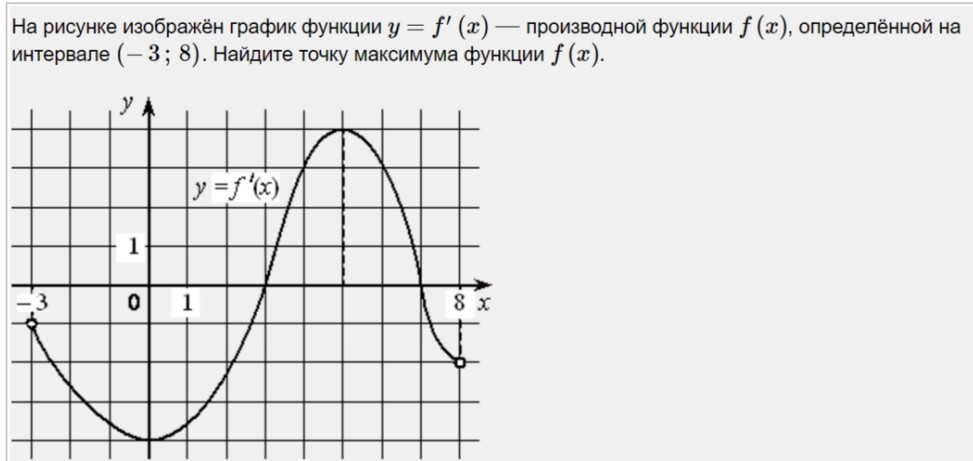 На рисунке изображён график функции y = f′ (x) — производной функции f (x), определённой на
интервале (− 3 ; 8). Найдите точку максимума функции f (x).
y
y = f′(x)
1
−3
0
1
8
x